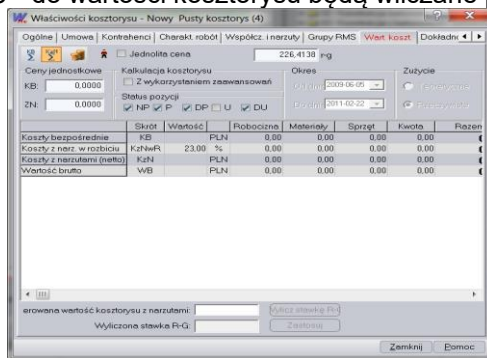 do wartości kosztorysu będą wliczane
Właściwości kosztorysu - Nowy Pusty kosztorys (4)
Ogólne Umowa Kontrahenci Charakt. robót Współcz. i narzuty Grupy RMS Wart. koszt. Dokładno
Jednolita cena 226,4138 r-g
Ceny jednostkowe Kalkulacja kosztorysu Okres Zużycie
KB: 0,0000 Z wykorzystaniem zaawansowań 2009-06-05
Status pozycji
ZN: 0,0000 NP P DP U DU 2011-02-22
Skrót Wartość Robocizna Materiały Sprzęt Kwota Razem
Koszty bezpośrednie KB PLN 0,00 0,00 0,00 0,00
Koszty z narz. w rozbiciu KzNwR 23,00 % 0,00 0,00 0,00 0,00
Koszty z narzutami (netto) KzN PLN 0,00 0,00 0,00 0,00
Wartość brutto WB PLN 0,00 0,00 0,00 0,00
erowana wartość kosztorysu z narzutami: Wylicz stawkę R-G
Wyliczona stawka R-G: Zastosuj
Zamknij Pomoc